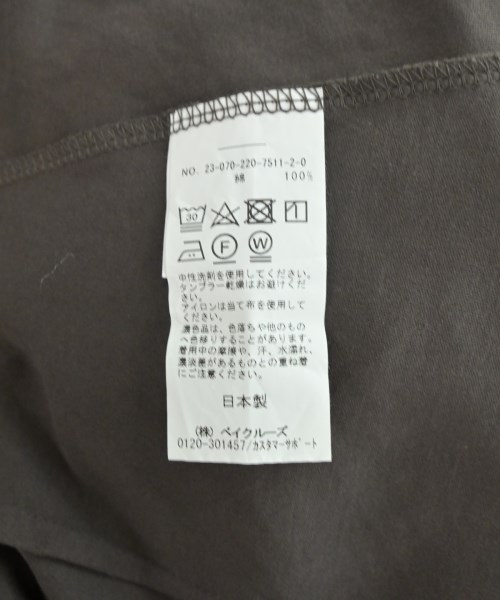 NO. 23-070-220-7511-2-0
綿 100%
30
F W
中性洗剤を使用してください。
タンブラー乾燥はお避けくだ
さい。
アイロンは当て布を使用して
ください。
濃色品は、色落ちや他のもの
へ色移りすることがあります。
着用中の摩擦や、汗、水濡れ、
濃淡差があるものとの重ね着
にご注意ください。
日本製
(株) ベイクルーズ
0120-301457/カスタマーサポート